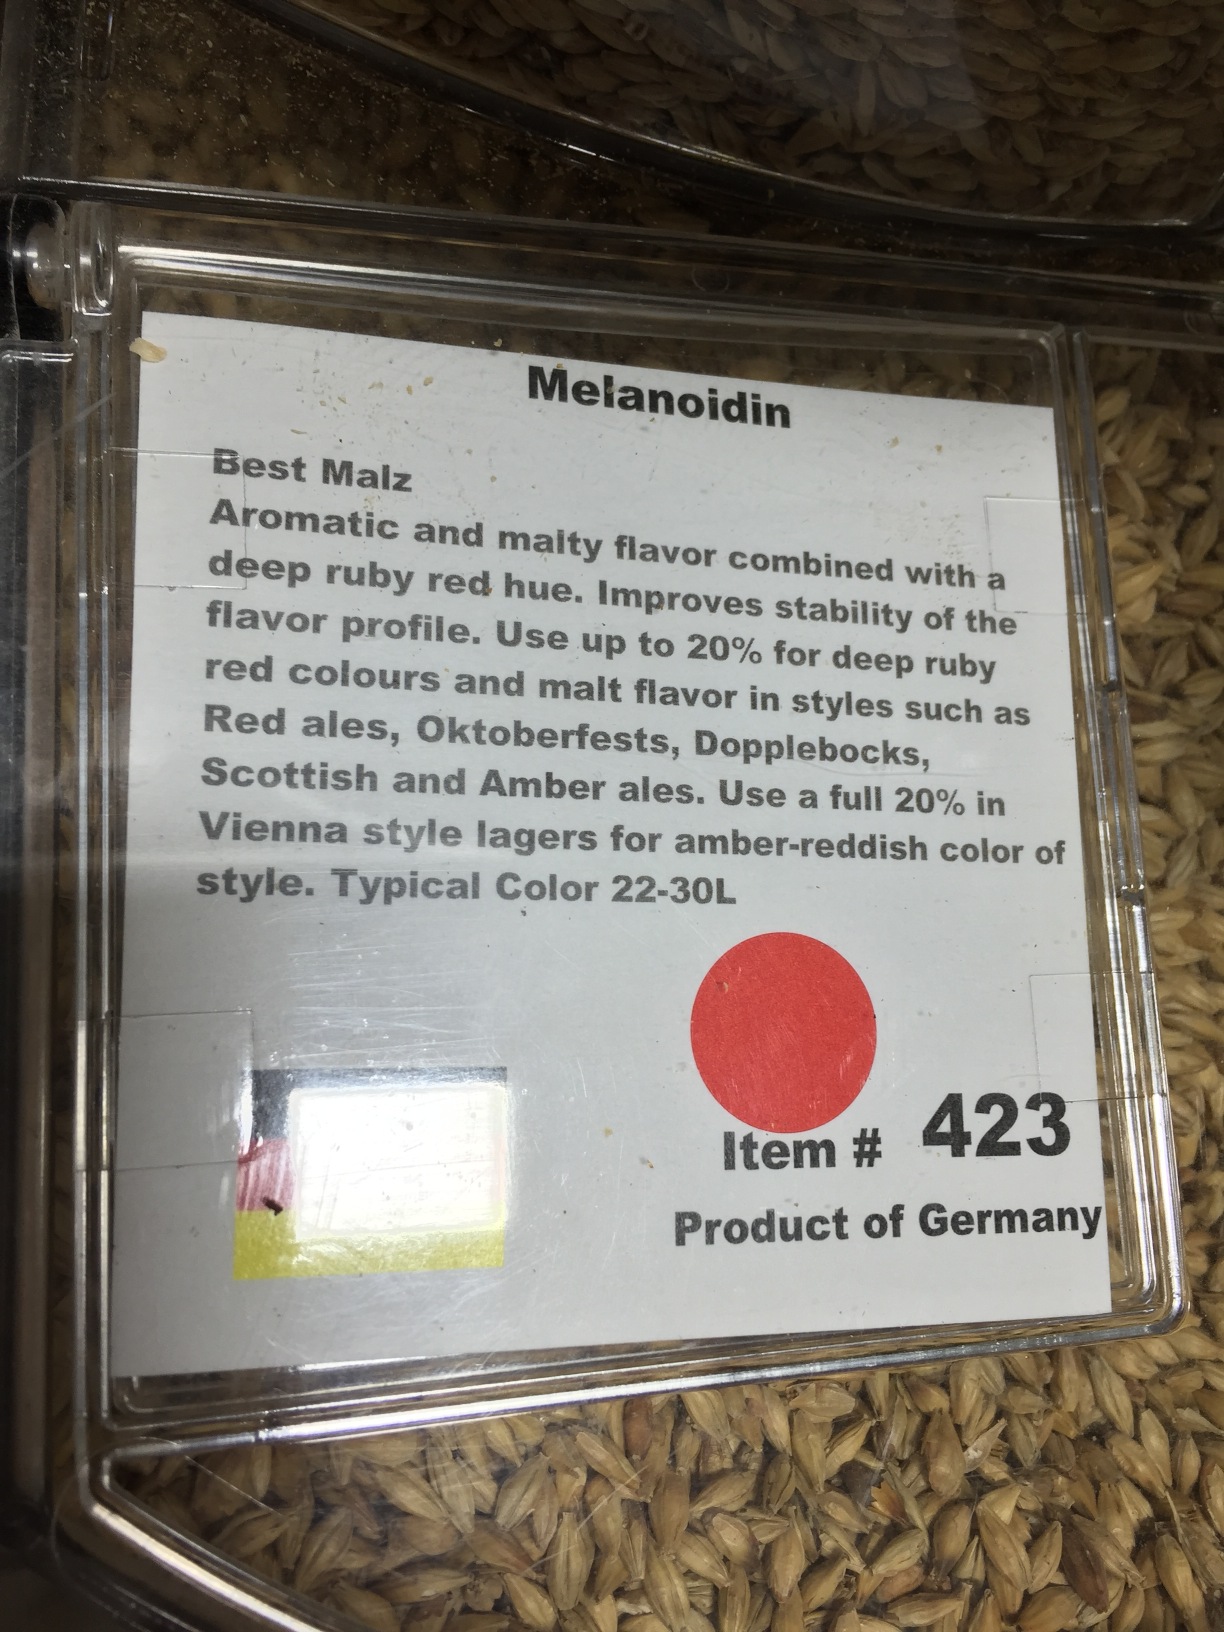 Melanoidin
Best Malz
Aromatic and malty flavor combined with a
deep ruby red hue. Improves stability of the
flavor profile. Use up to 20% for deep ruby
red colours and malt flavor in styles such as
Red ales, Oktoberfests, Dopplebocks,
Scottish and Amber ales. Use a full 20% in
Vienna style lagers for amber-reddish color of
style. Typical Color 22-30L
Item # 423
Product of Germany